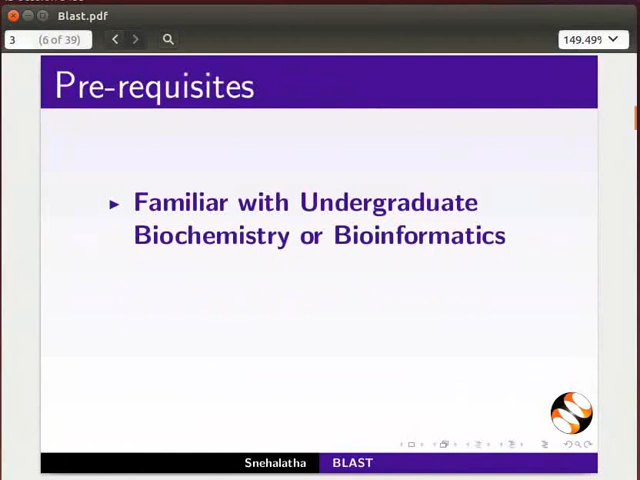 Blast.pdf
3 (6 of 39) 149.49%
Pre-requisites
Familiar with Undergraduate
Biochemistry or Bioinformatics
Snehalatha BLAST